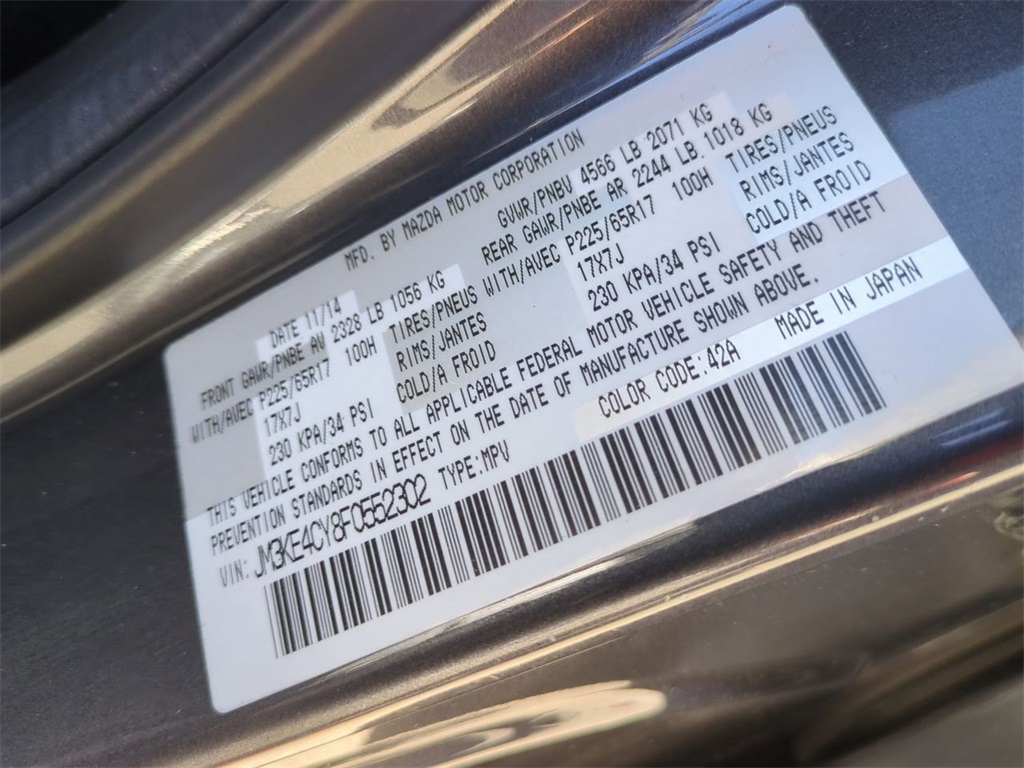 MFD. BY MAZDA MOTOR CORPORATION
DATE 11/14 GVWR/PNBV 4566 LB 2071 KG
FRONT GAWR/PNBE AV 2328 LB 1056 KG REAR GAWR/PNBE AR 2244 LB. 1018 KG
WITH/AVEC P225/65R17 100H TIRES/PNEUS WITH/AVEC P225/65R17 100H TIRES/PNEUS
17X7J RIMS/JANTES 17X7J RIMS/JANTES
230 KPA/34 PSI COLD/A FROID 230 KPA/34 PSI COLD/A FROID
THIS VEHICLE CONFORMS TO ALL APPLICABLE FEDERAL MOTOR VEHICLE SAFETY AND THEFT
PREVENTION STANDARDS IN EFFECT ON THE DATE OF MANUFACTURE SHOWN ABOVE.
VIN: JM3KE4CY8F0552302 TYPE:MPV COLOR CODE:42A MADE IN JAPAN